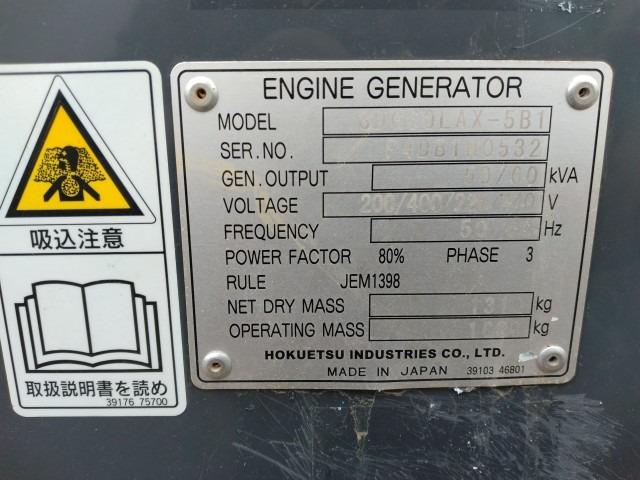 吸込注意
取扱説明書を読め
39176 75700
ENGINE GENERATOR
MODEL
SER.NO.
GEN.OUTPUT 50/60 kVA
VOLTAGE V
FREQUENCY Hz
POWER FACTOR 80% PHASE 3
RULE JEM1398
NET DRY MASS kg
OPERATING MASS kg
HOKUETSU INDUSTRIES CO., LTD.
MADE IN JAPAN 39103 46801